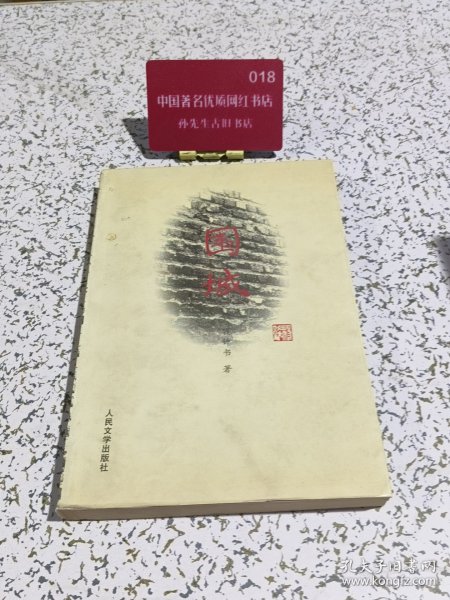 018
中国著名优质网红书店
孙先生古旧书店
围城
钟书 著
人民文学出版社
孔夫子旧书网
www.kongfz.com